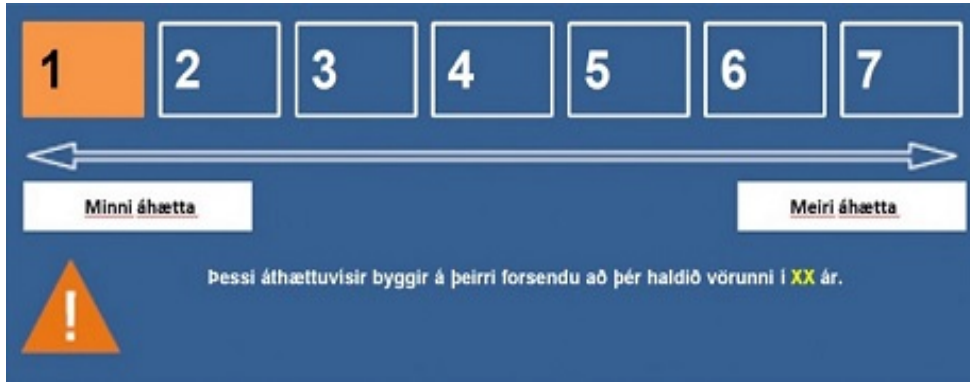 1 2 3 4 5 6 7
Minni áhætta Meiri áhætta
Þessi áthættuvísir byggir á þeirri forsendu að þér haldið vörunni í XX ár.
!